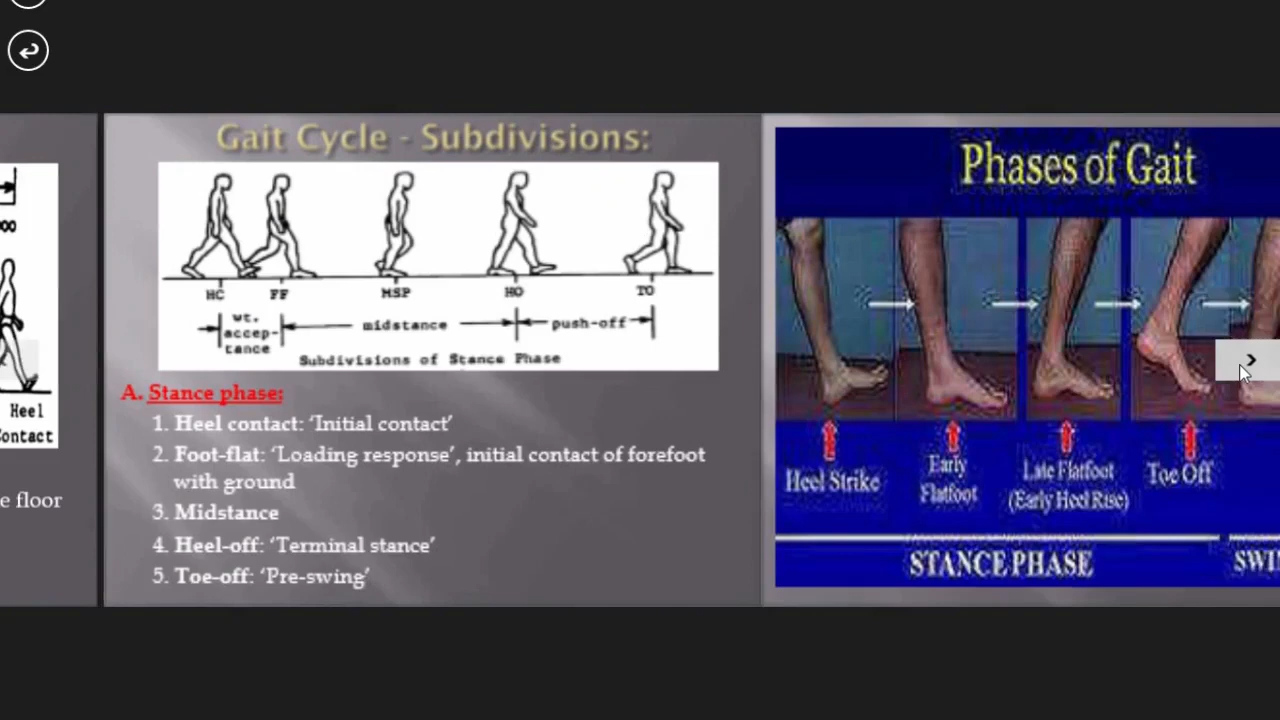 Heel
Contact
e floor
Gait Cycle - Subdivisions:
HC FF MSP HO TO
wt.
accep-
tance
midstance
push-off
Subdivisions of Stance Phase
A. Stance phase:
1. Heel contact: ‘Initial contact’
2. Foot-flat: ‘Loading response’, initial contact of forefoot
with ground
3. Midstance
4. Heel-off: ‘Terminal stance’
5. Toe-off: ‘Pre-swing’
Phases of Gait
Heel Strike
Early
Flatfoot
Late Flatfoot
(Early Heel Rise)
Toe Off
STANCE PHASE
SWI